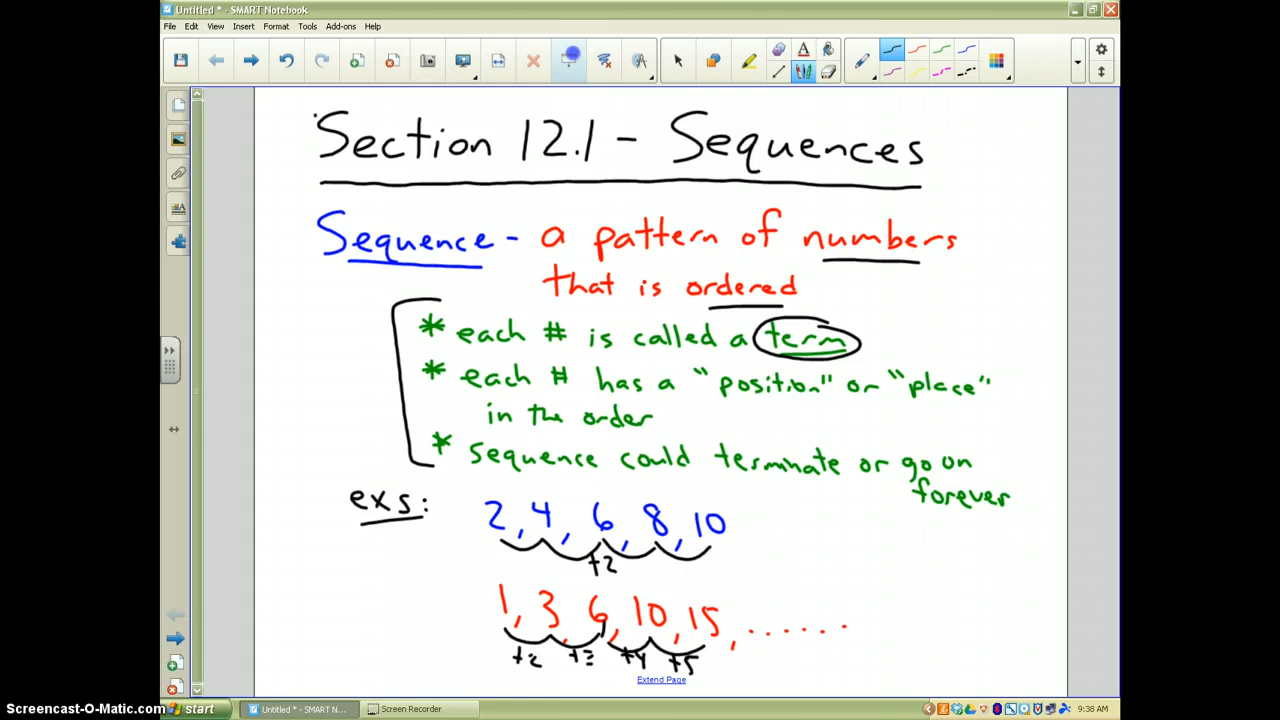 Untitled * - SMART Notebook
File Edit View Insert Format Tools Add-ons Help
Section 12.1 - Sequences
Sequence - a pattern of numbers
that is ordered
* each # is called a term
* each # has a "position" or "place"
in the order
* sequence could terminate or go on
forever
exs:
2, 4, 6, 8, 10
+2
1, 3, 6, 10, 15, ......
+2 +3 +4 +5
Extend Page
Screencast-O-Matic.com
start Untitled * - SMART N... Screen Recorder 9:38 AM